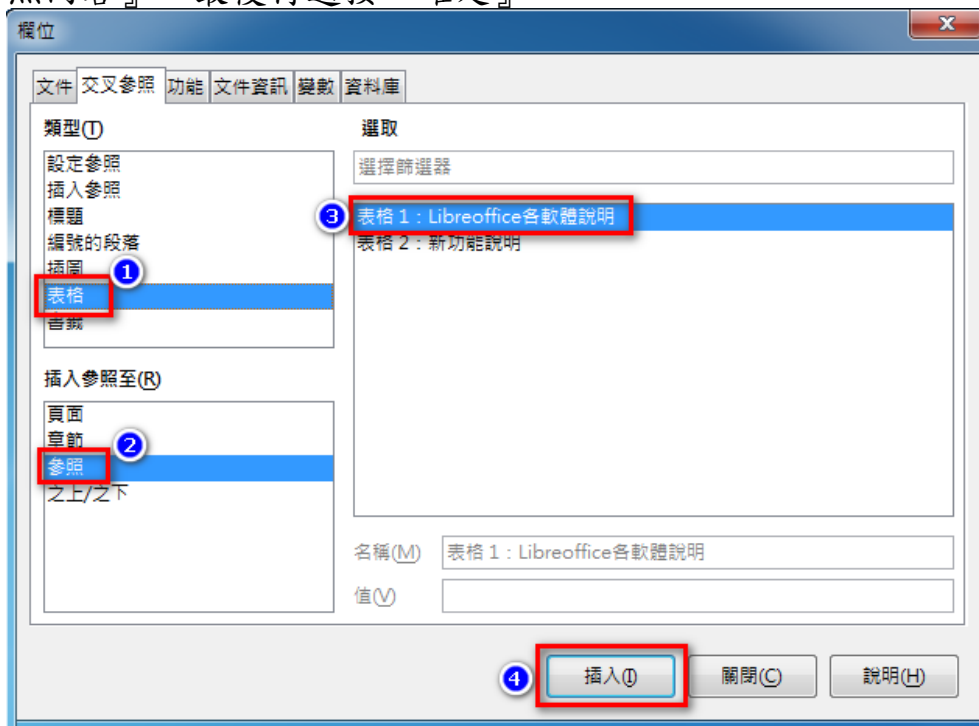 欄位
文件 交叉參照 功能 文件資訊 變數 資料庫
類型(T)
設定參照
插入參照
標題
編號的段落
插圖
1
表格
書籤
插入參照至(R)
頁面
章節
2
參照
之上/之下
選取
選擇篩選器
3 表格 1：Libreoffice各軟體說明
表格 2：新功能說明
名稱(M) 表格 1：Libreoffice各軟體說明
值(V)
4 插入(I) 關閉(C) 說明(H)